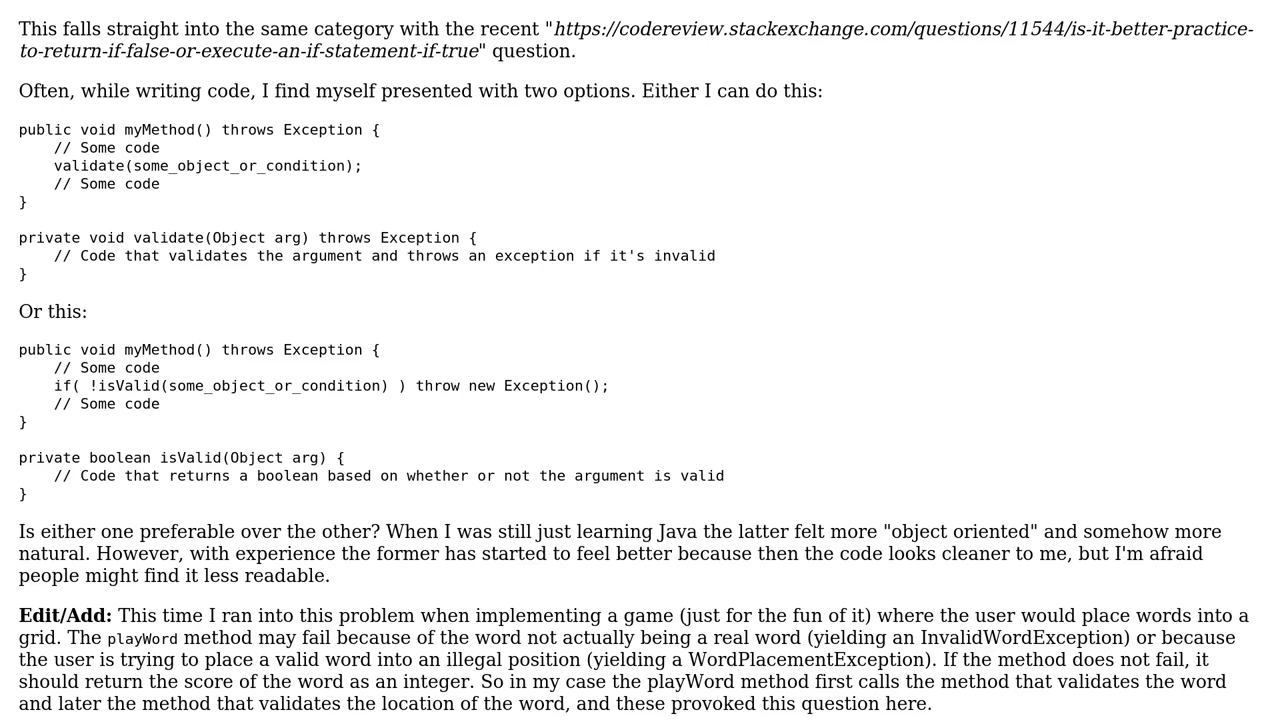 This falls straight into the same category with the recent "https://codereview.stackexchange.com/questions/11544/is-it-better-practice-
to-return-if-false-or-execute-an-if-statement-if-true" question.
Often, while writing code, I find myself presented with two options. Either I can do this:
public void myMethod() throws Exception {
    // Some code
    validate(some_object_or_condition);
    // Some code
}
private void validate(Object arg) throws Exception {
    // Code that validates the argument and throws an exception if it's invalid
}
Or this:
public void myMethod() throws Exception {
    // Some code
    if( !isValid(some_object_or_condition) ) throw new Exception();
    // Some code
}
private boolean isValid(Object arg) {
    // Code that returns a boolean based on whether or not the argument is valid
}
Is either one preferable over the other? When I was still just learning Java the latter felt more "object oriented" and somehow more
natural. However, with experience the former has started to feel better because then the code looks cleaner to me, but I'm afraid
people might find it less readable.
Edit/Add: This time I ran into this problem when implementing a game (just for the fun of it) where the user would place words into a
grid. The playWord method may fail because of the word not actually being a real word (yielding an InvalidWordException) or because
the user is trying to place a valid word into an illegal position (yielding a WordPlacementException). If the method does not fail, it
should return the score of the word as an integer. So in my case the playWord method first calls the method that validates the word
and later the method that validates the location of the word, and these provoked this question here.